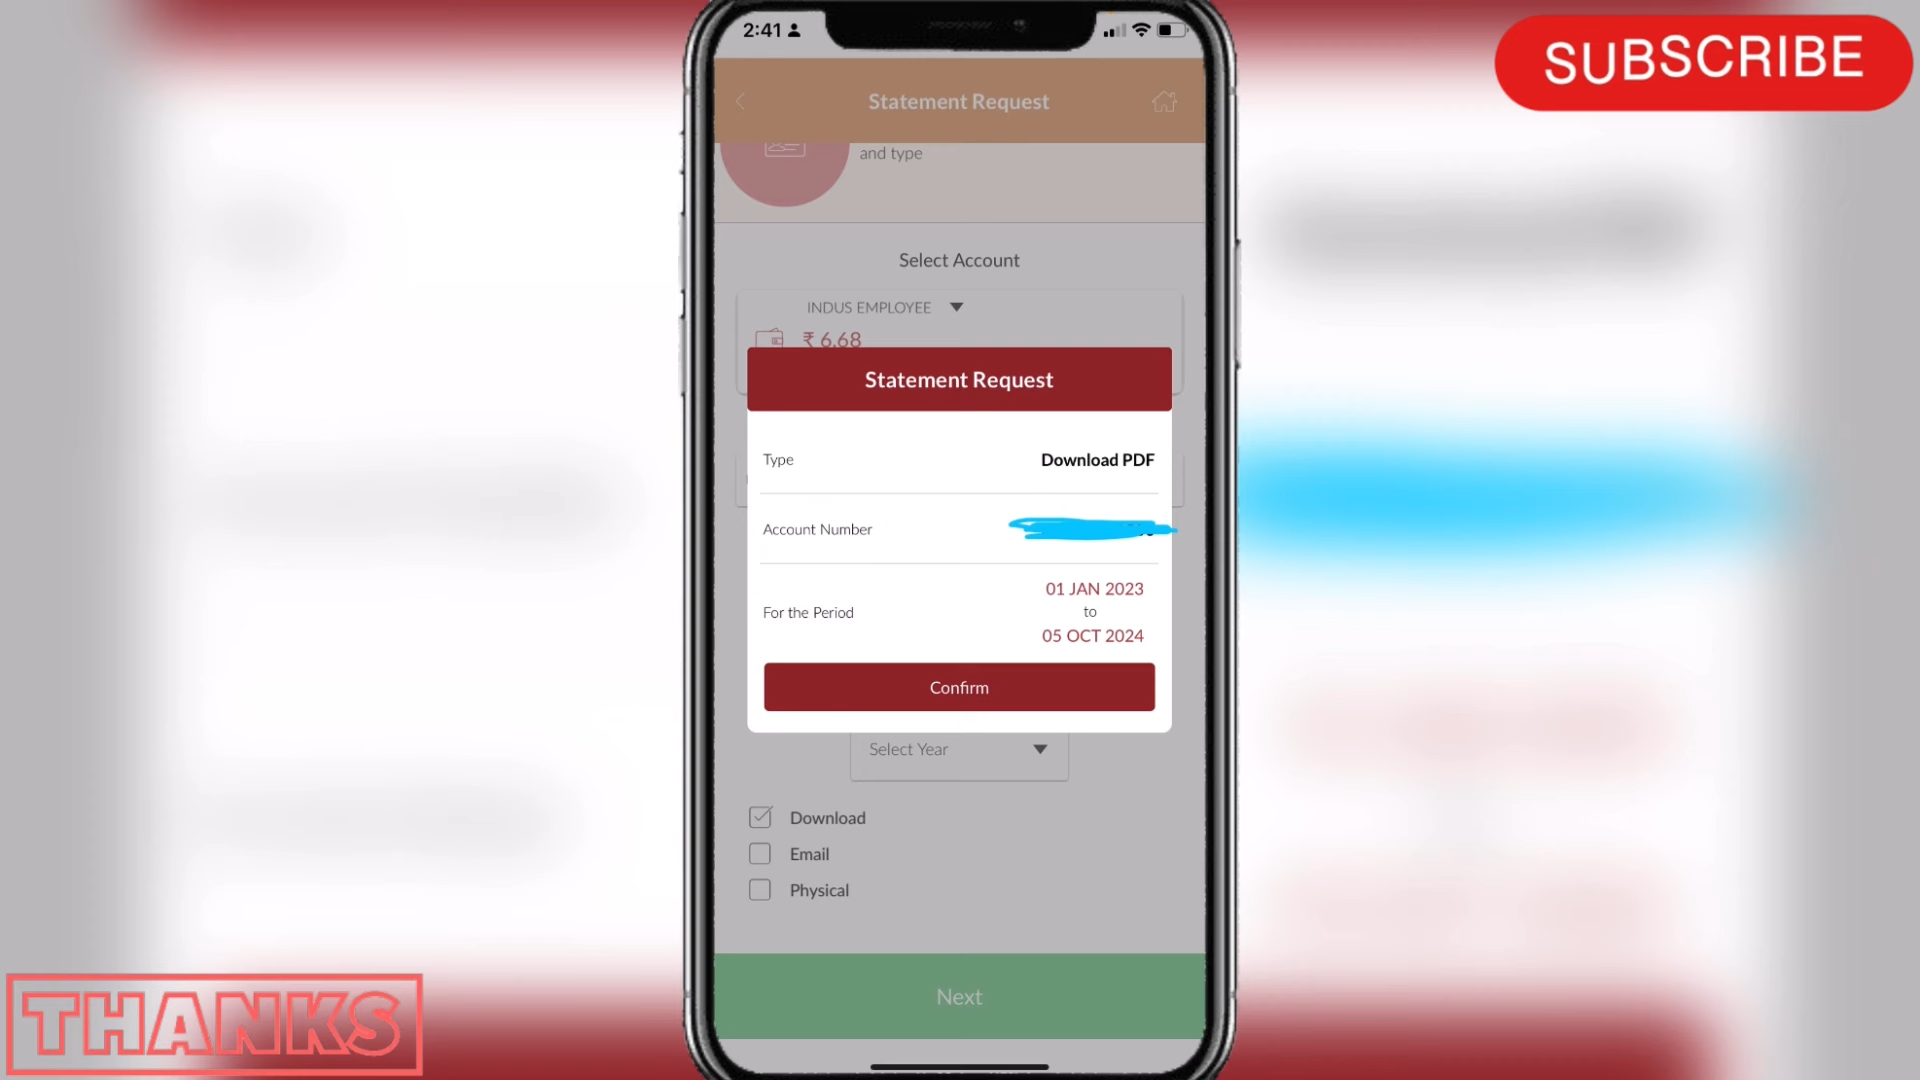 2:41
SUBSCRIBE
Statement Request
and type
Select Account
INDUS EMPLOYEE
₹ 6.68
Statement Request
Type Download PDF
Account Number
For the Period 01 JAN 2023
to
05 OCT 2024
Confirm
Select Year
Download
Email
Physical
Next
THANKS